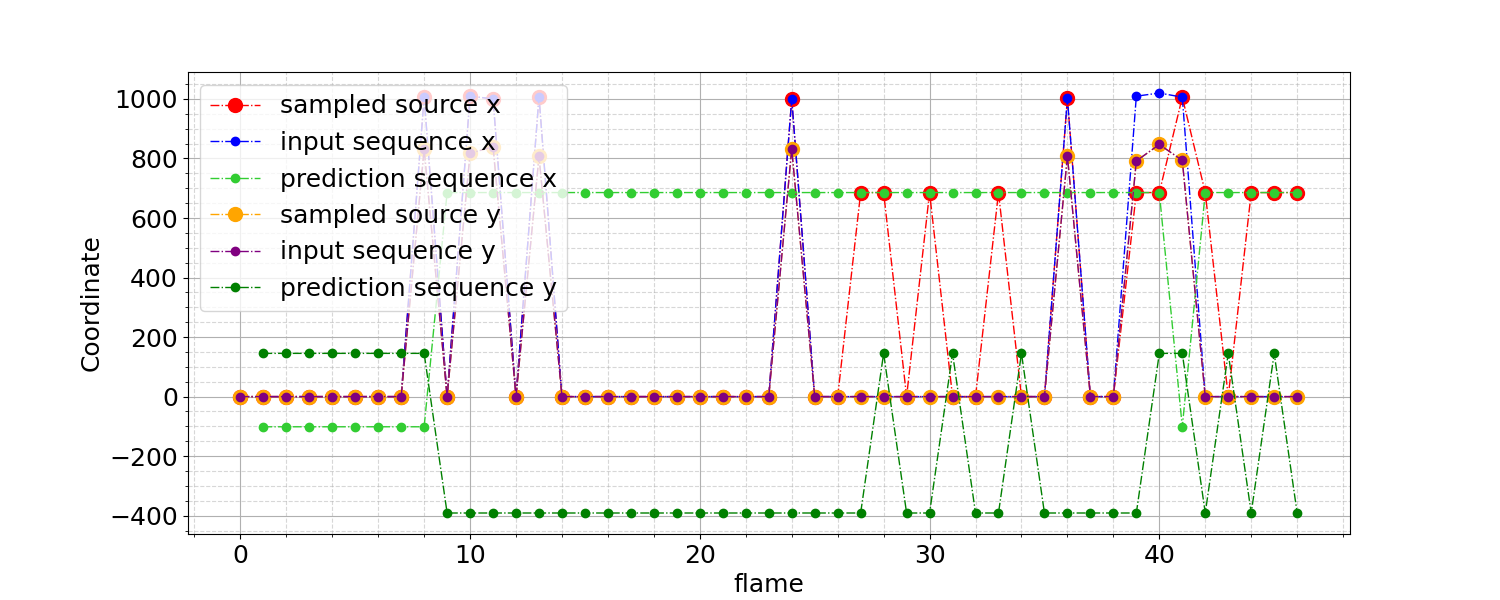 1000
800
600
400
200
0
−200
−400
Coordinate
sampled source x
input sequence x
prediction sequence x
sampled source y
input sequence y
prediction sequence y
0 10 20 30 40
flame